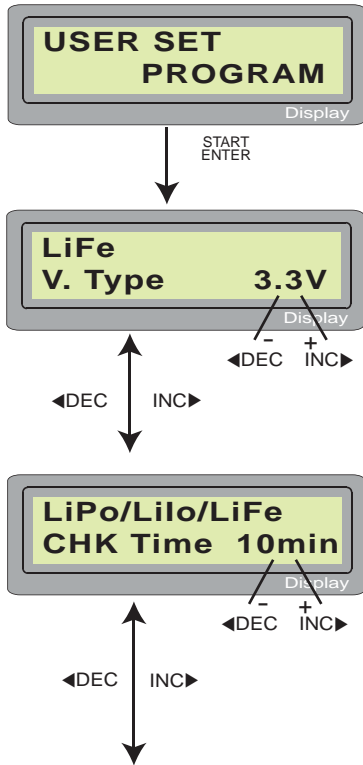 USER SET
PROGRAM
Display
START
ENTER
LiFe
V. Type 3.3V
Display
- +
◀DEC INC▶
◀DEC INC▶
LiPo/LiIo/LiFe
CHK Time 10min
Display
- +
◀DEC INC▶
◀DEC INC▶